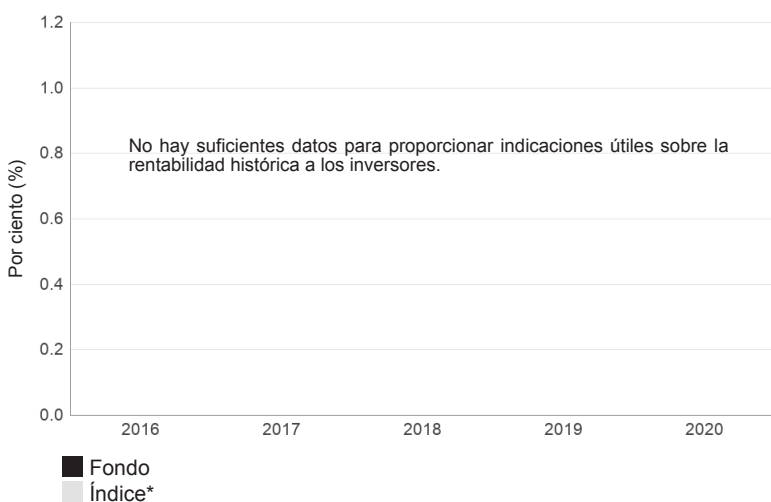 1.2
1.0
No hay suficientes datos para proporcionar indicaciones útiles sobre la
0.8
rentabilidad histórica a los inversores.
Por ciento (%)
0.6
0.4
0.2
0.0
2016 2017 2018 2019 2020
Fondo
Índice*